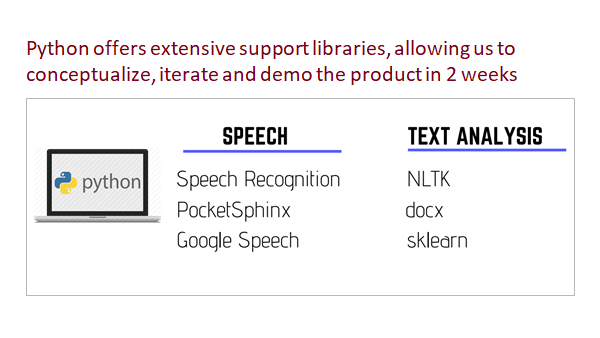 Python offers extensive support libraries, allowing us to
conceptualize, iterate and demo the product in 2 weeks
python
SPEECH
Speech Recognition
PocketSphinx
Google Speech
TEXT ANALYSIS
NLTK
docx
sklearn